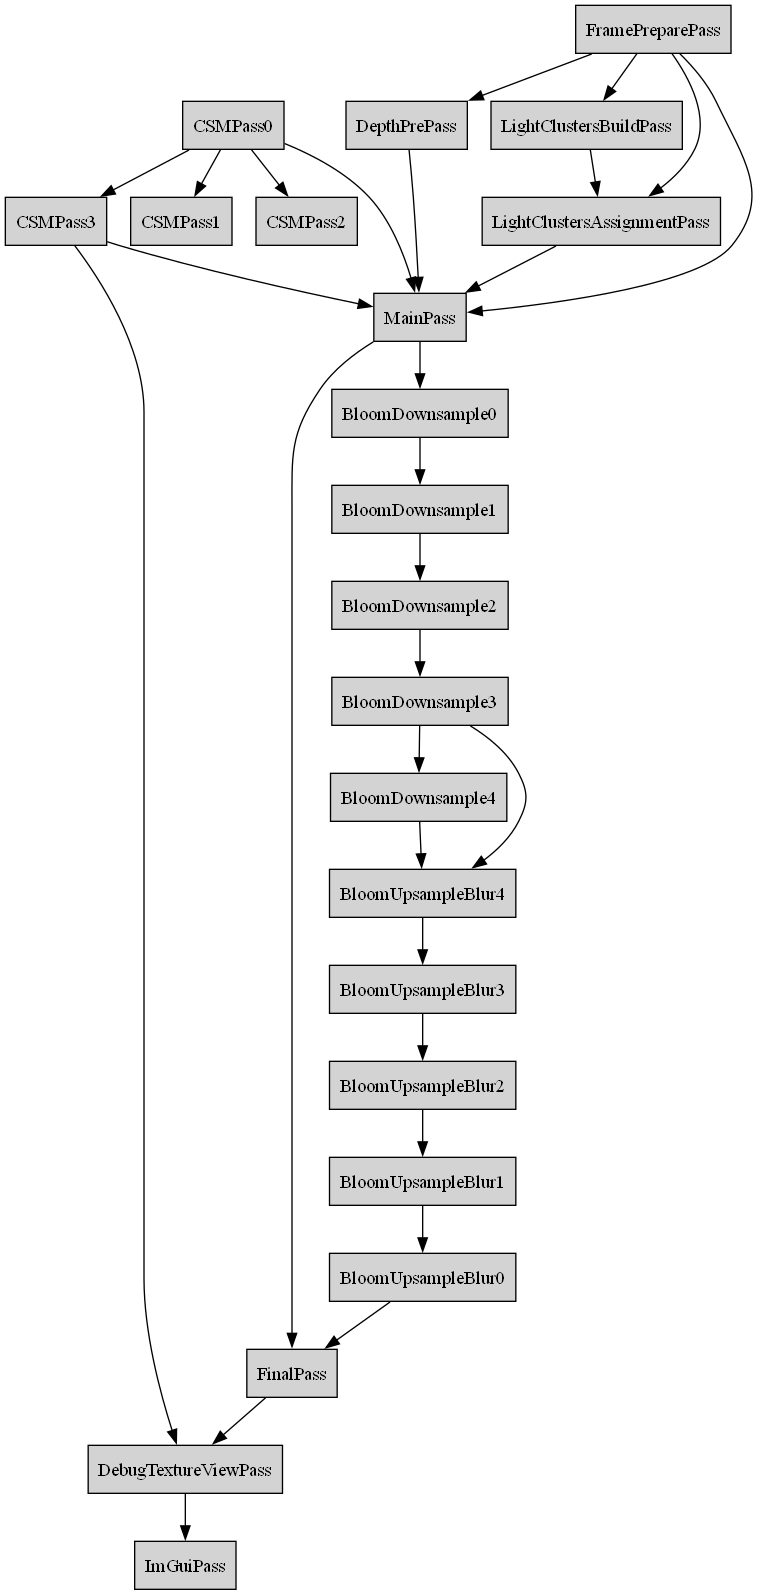 FramePreparePass
CSMPass0
DepthPrePass
LightClustersBuildPass
CSMPass3
CSMPass1
CSMPass2
LightClustersAssignmentPass
MainPass
BloomDownsample0
BloomDownsample1
BloomDownsample2
BloomDownsample3
BloomDownsample4
BloomUpsampleBlur4
BloomUpsampleBlur3
BloomUpsampleBlur2
BloomUpsampleBlur1
BloomUpsampleBlur0
FinalPass
DebugTextureViewPass
ImGuiPass